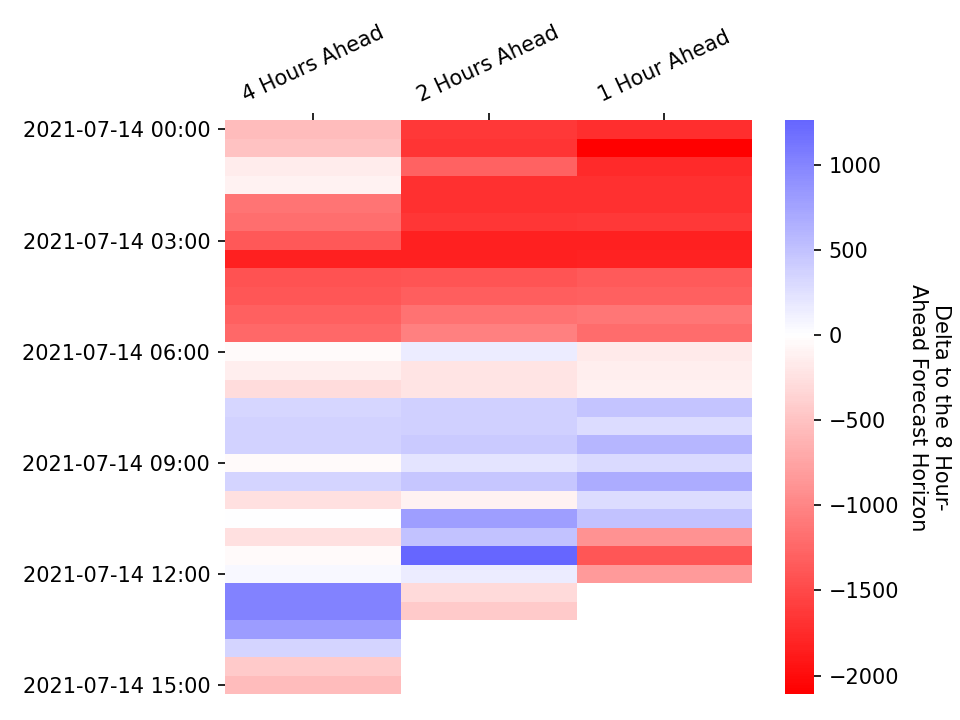 4 Hours Ahead
2 Hours Ahead
1 Hour Ahead
2021-07-14 00:00
2021-07-14 03:00
2021-07-14 06:00
2021-07-14 09:00
2021-07-14 12:00
2021-07-14 15:00
1000
500
0
−500
−1000
−1500
−2000
Delta to the 8 Hour-
Ahead Forecast Horizon